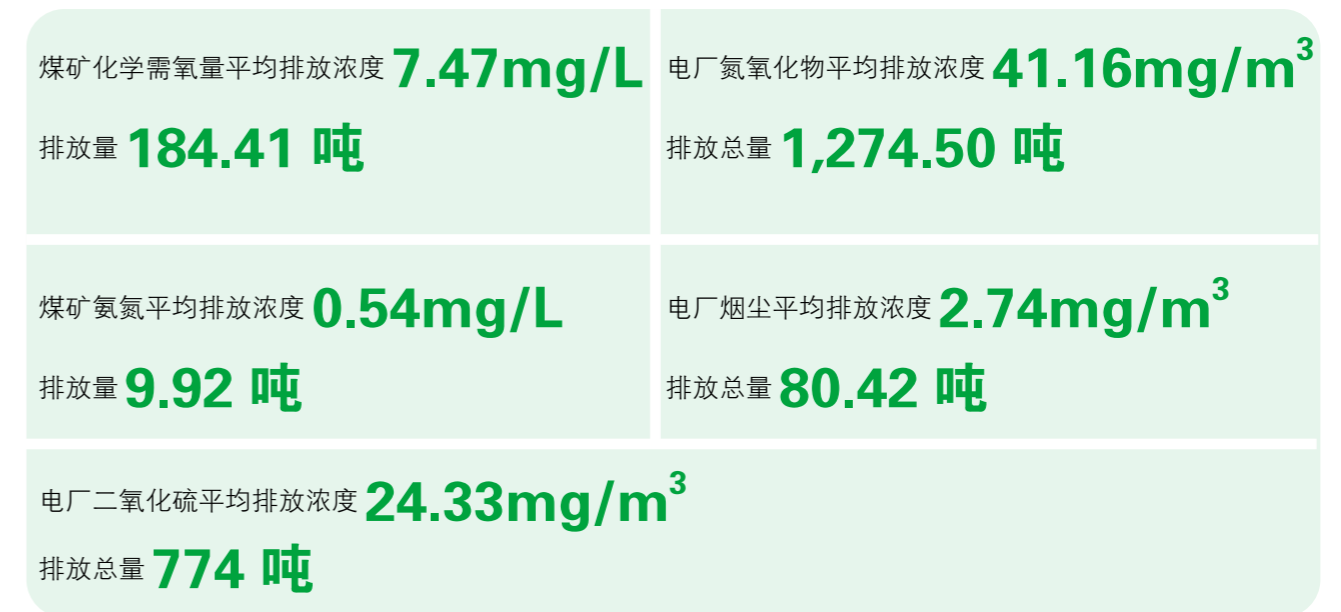 煤矿化学需氧量平均排放浓度 7.47mg/L
排放量 184.41 吨
电厂氮氧化物平均排放浓度 41.16mg/m³
排放总量 1,274.50 吨
煤矿氨氮平均排放浓度 0.54mg/L
排放量 9.92 吨
电厂烟尘平均排放浓度 2.74mg/m³
排放总量 80.42 吨
电厂二氧化硫平均排放浓度 24.33mg/m³
排放总量 774 吨